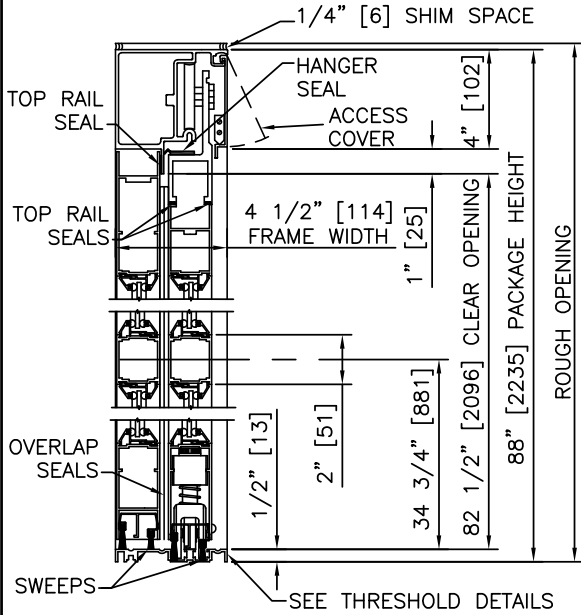 1/4" [6] SHIM SPACE
HANGER
SEAL
TOP RAIL
SEAL
ACCESS
COVER
4" [102]
TOP RAIL
SEALS
4 1/2" [114]
FRAME WIDTH
1" [25]
82 1/2" [2096] CLEAR OPENING
88" [2235] PACKAGE HEIGHT
ROUGH OPENING
34 3/4" [881]
2" [51]
1/2" [13]
OVERLAP
SEALS
SWEEPS
SEE THRESHOLD DETAILS